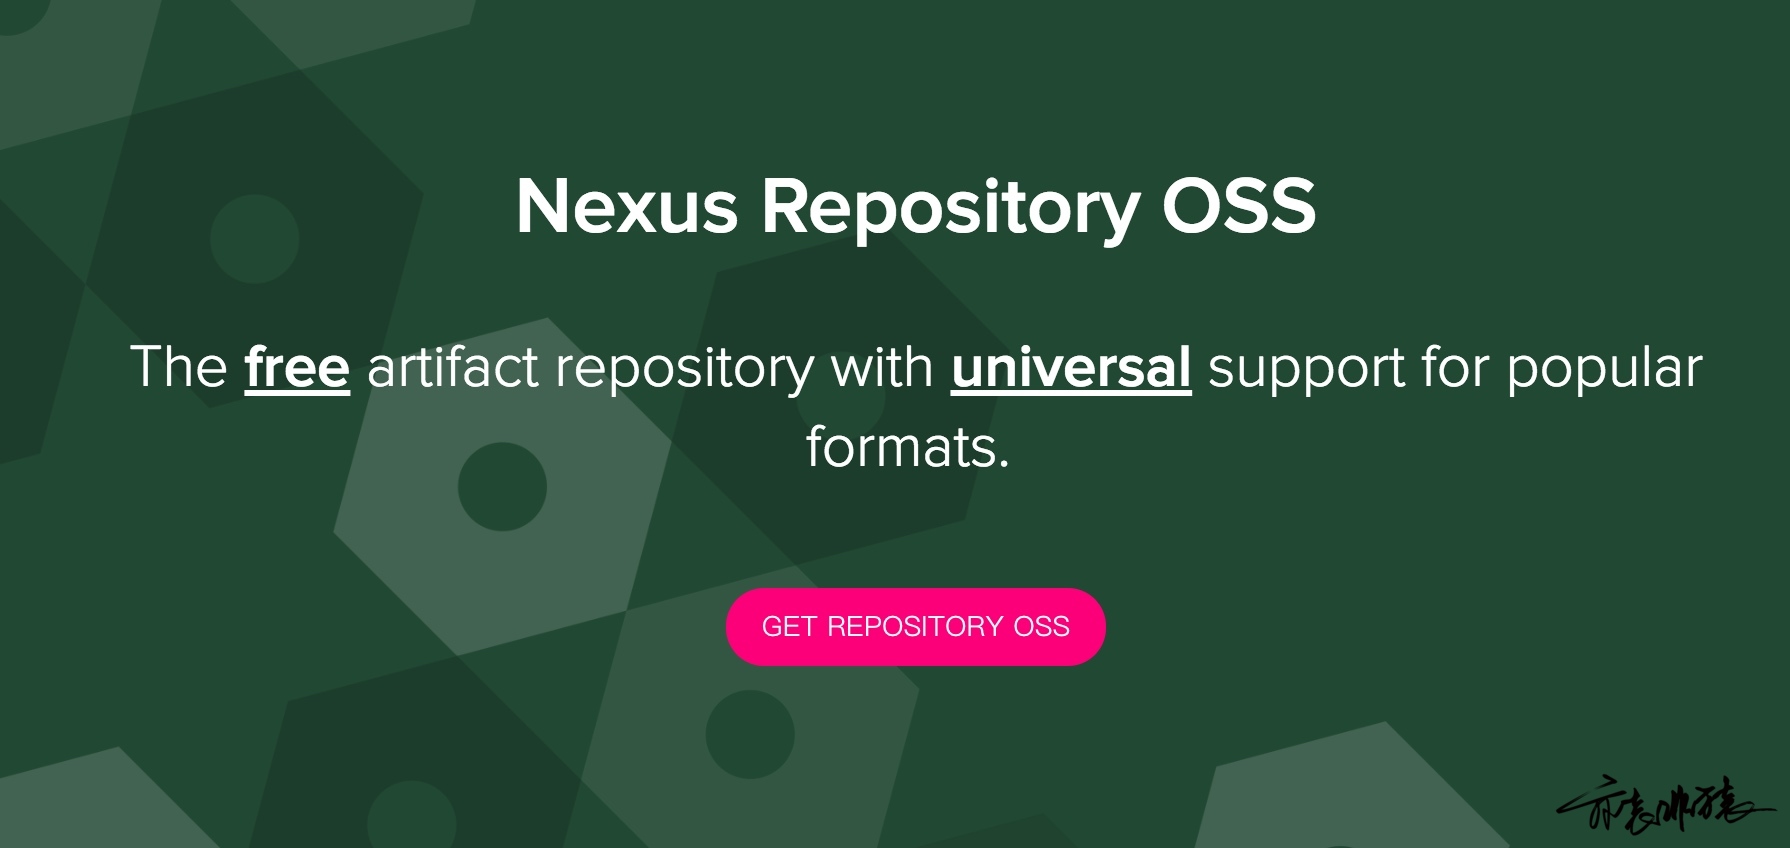 Nexus Repository OSS
The free artifact repository with universal support for popular
formats.
GET REPOSITORY OSS